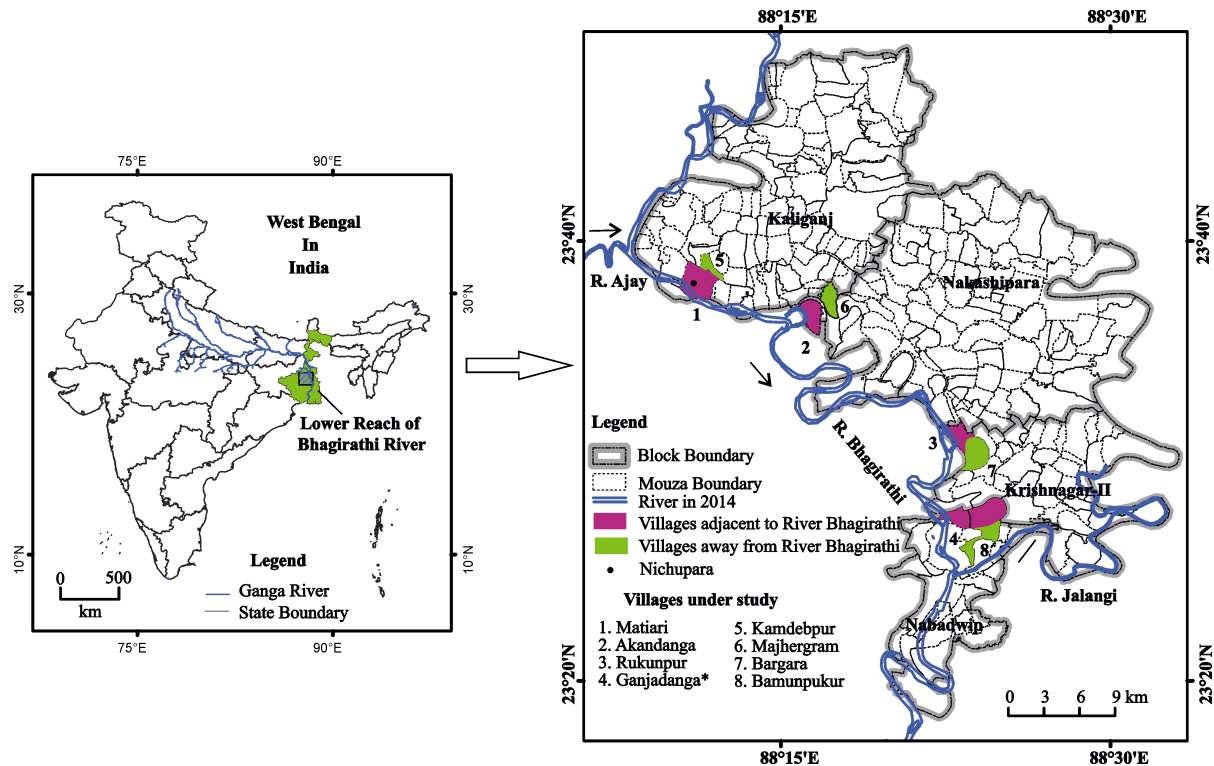 75°E
90°E
West Bengal
In
India
30°N
30°N
Lower Reach of
Bhagirathi River
10°N
10°N
Legend
Ganga River
State Boundary
0 500
km
75°E
90°E
88°15'E
88°30'E
23°40'N
23°40'N
Kaliganj
Nakashipara
R. Ajay
5
1
6
2
3
7
R. Bhagirathi
Krishnagar-II
4
8
R. Jalangi
Nabadwip
Legend
Block Boundary
Mouza Boundary
River in 2014
Villages adjacent to River Bhagirathi
Villages away from River Bhagirathi
Nichupara
Villages under study
1. Matiari
2. Akandanga
3. Rukunpur
4. Ganjadanga*
5. Kamdebpur
6. Majhergram
7. Bargara
8. Bamunpukur
23°20'N
23°20'N
0 3 6 9 km
88°15'E
88°30'E